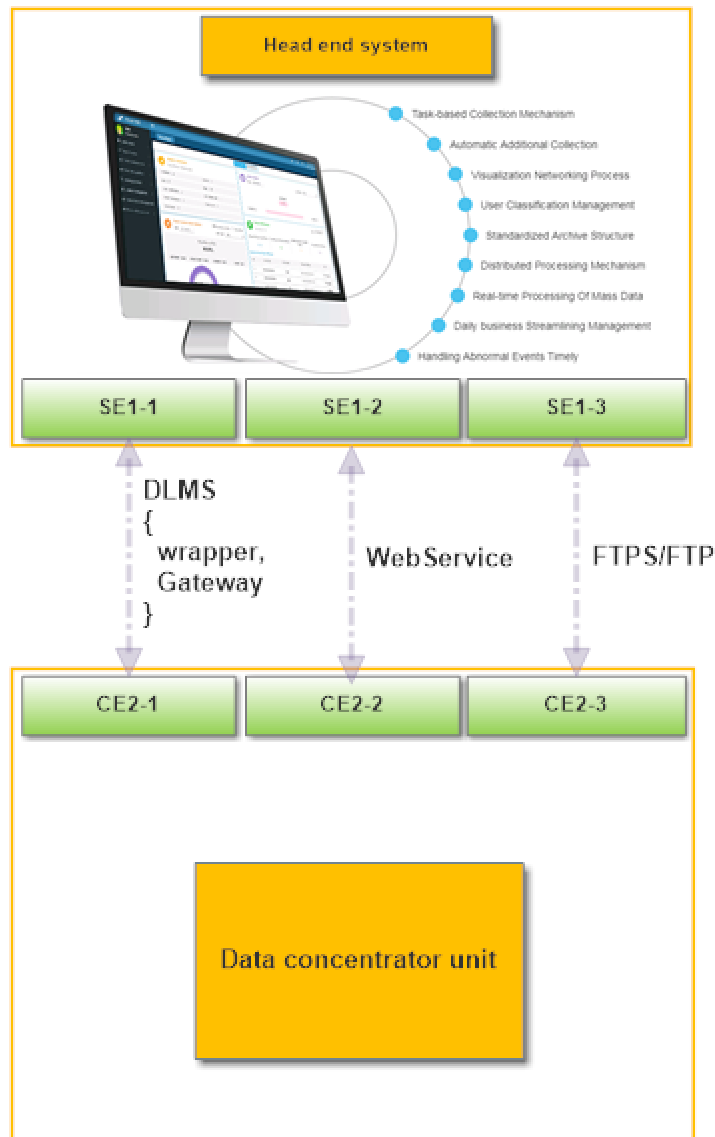 Head end system
Task-based Collection Mechanism
Automatic Additional Collection
Visualization Networking Process
User Classification Management
Standardized Archive Structure
Distributed Processing Mechanism
Real-time Processing Of Mass Data
Daily business Streamlining Management
Handling Abnormal Events Timely
SE1-1
SE1-2
SE1-3
DLMS
{
wrapper,
Gateway
}
WebService
FTPS/FTP
CE2-1
CE2-2
CE2-3
Data concentrator unit